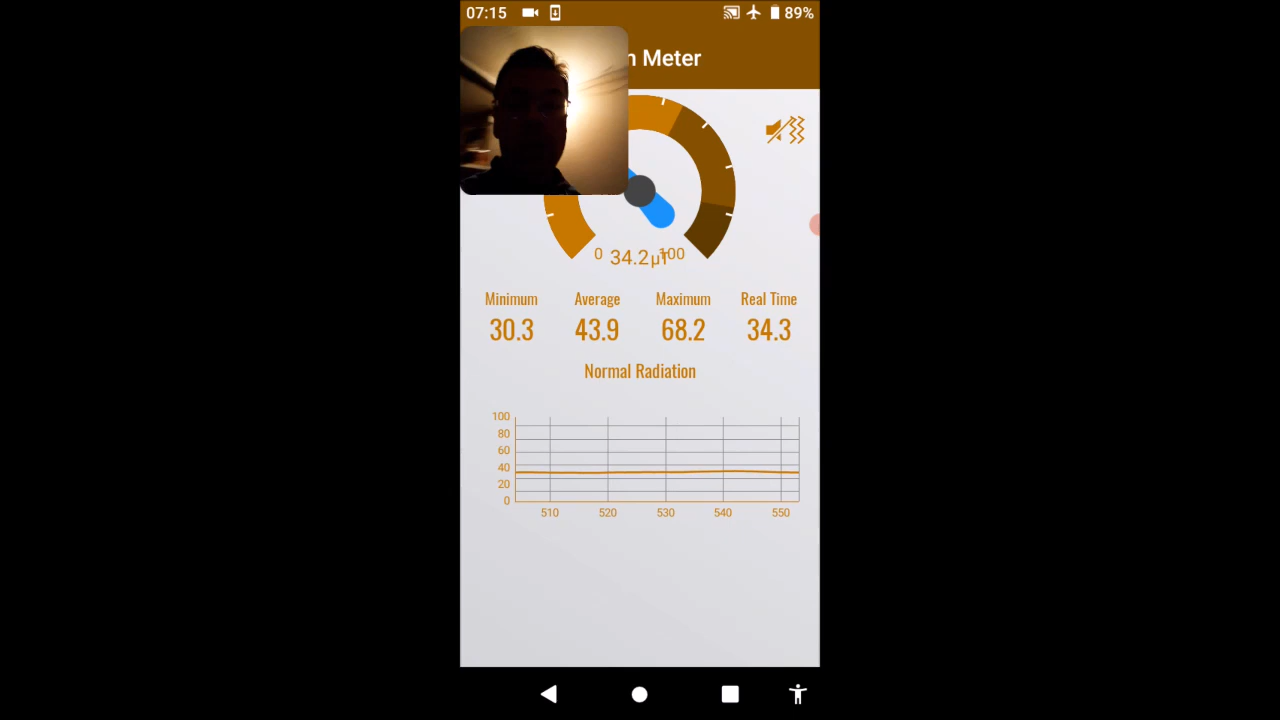 07:15 89%
n Meter
0 34.2µT 100
Minimum Average Maximum Real Time
30.3 43.9 68.2 34.3
Normal Radiation
100
80
60
40
20
0
510 520 530 540 550